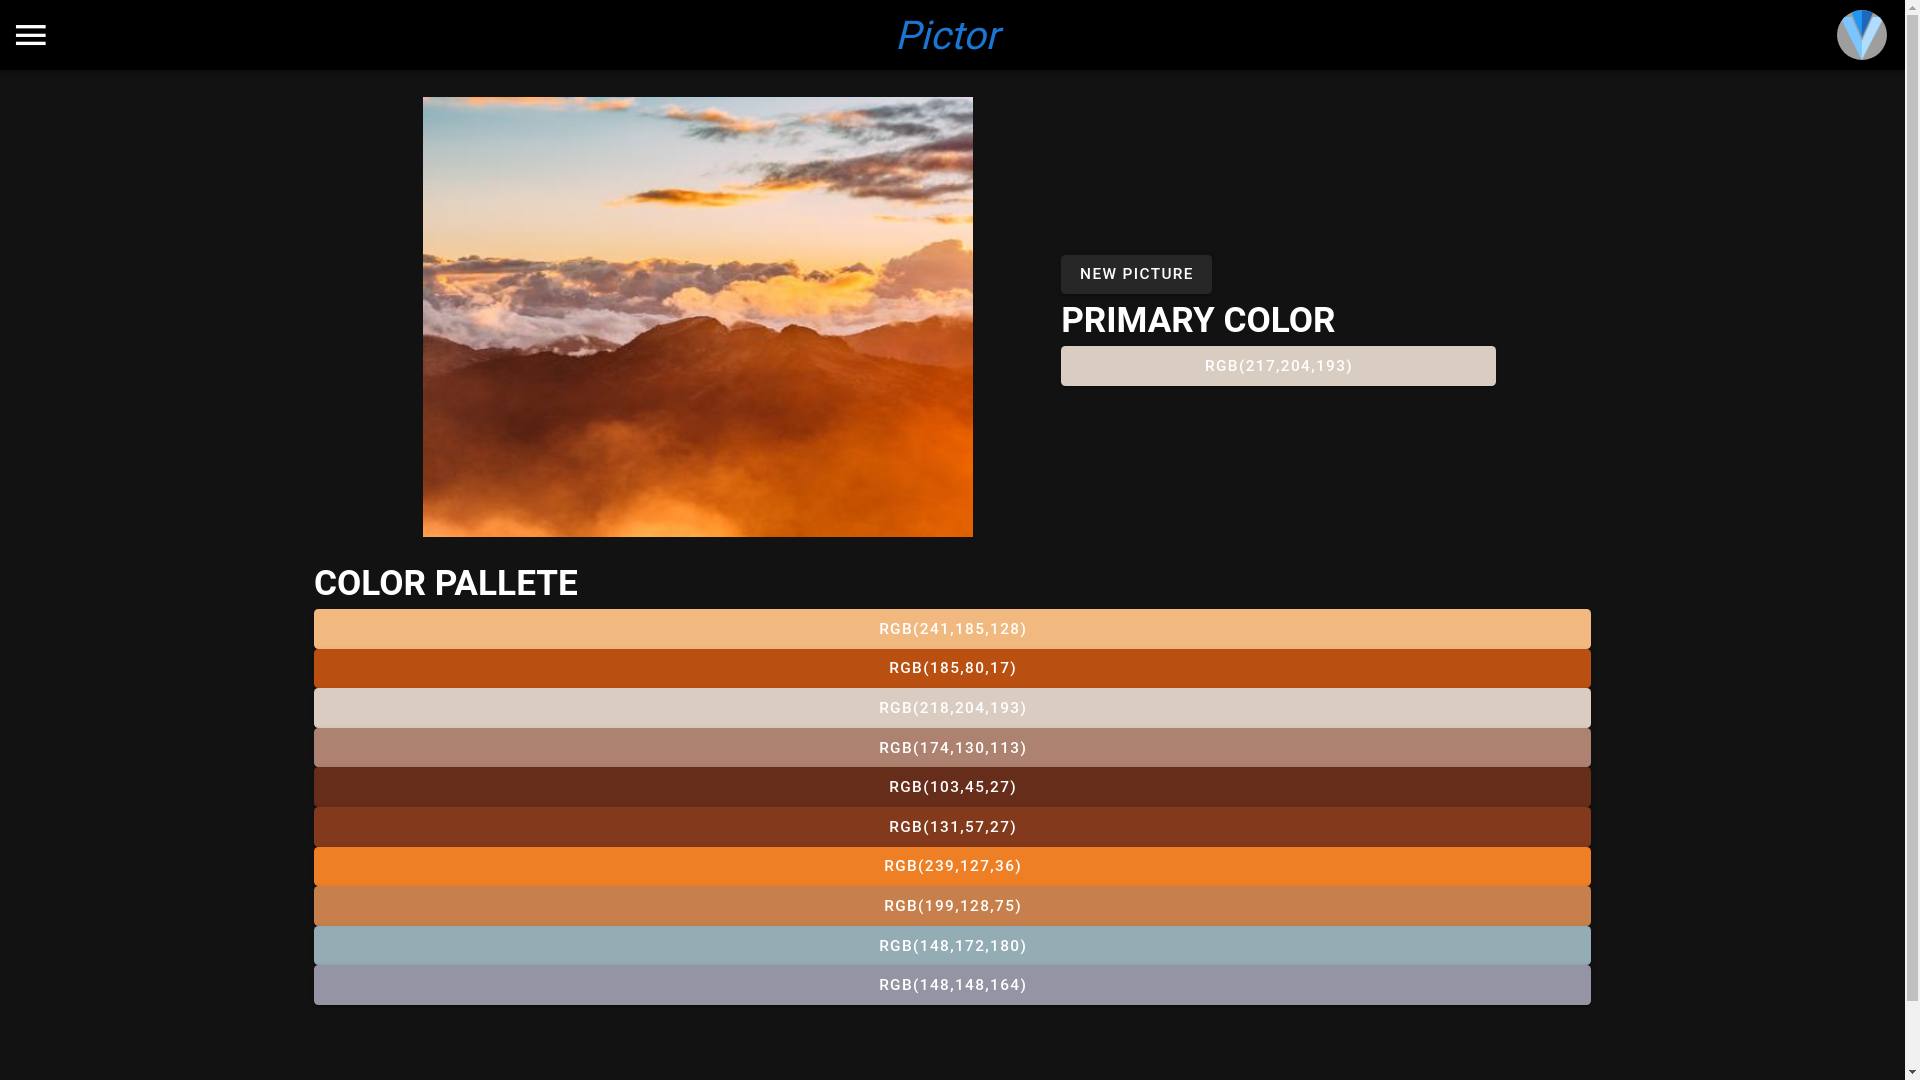 Pictor
NEW PICTURE
PRIMARY COLOR
RGB(217,204,193)
COLOR PALLETE
RGB(241,185,128)
RGB(185,80,17)
RGB(218,204,193)
RGB(174,130,113)
RGB(103,45,27)
RGB(131,57,27)
RGB(239,127,36)
RGB(199,128,75)
RGB(148,172,180)
RGB(148,148,164)